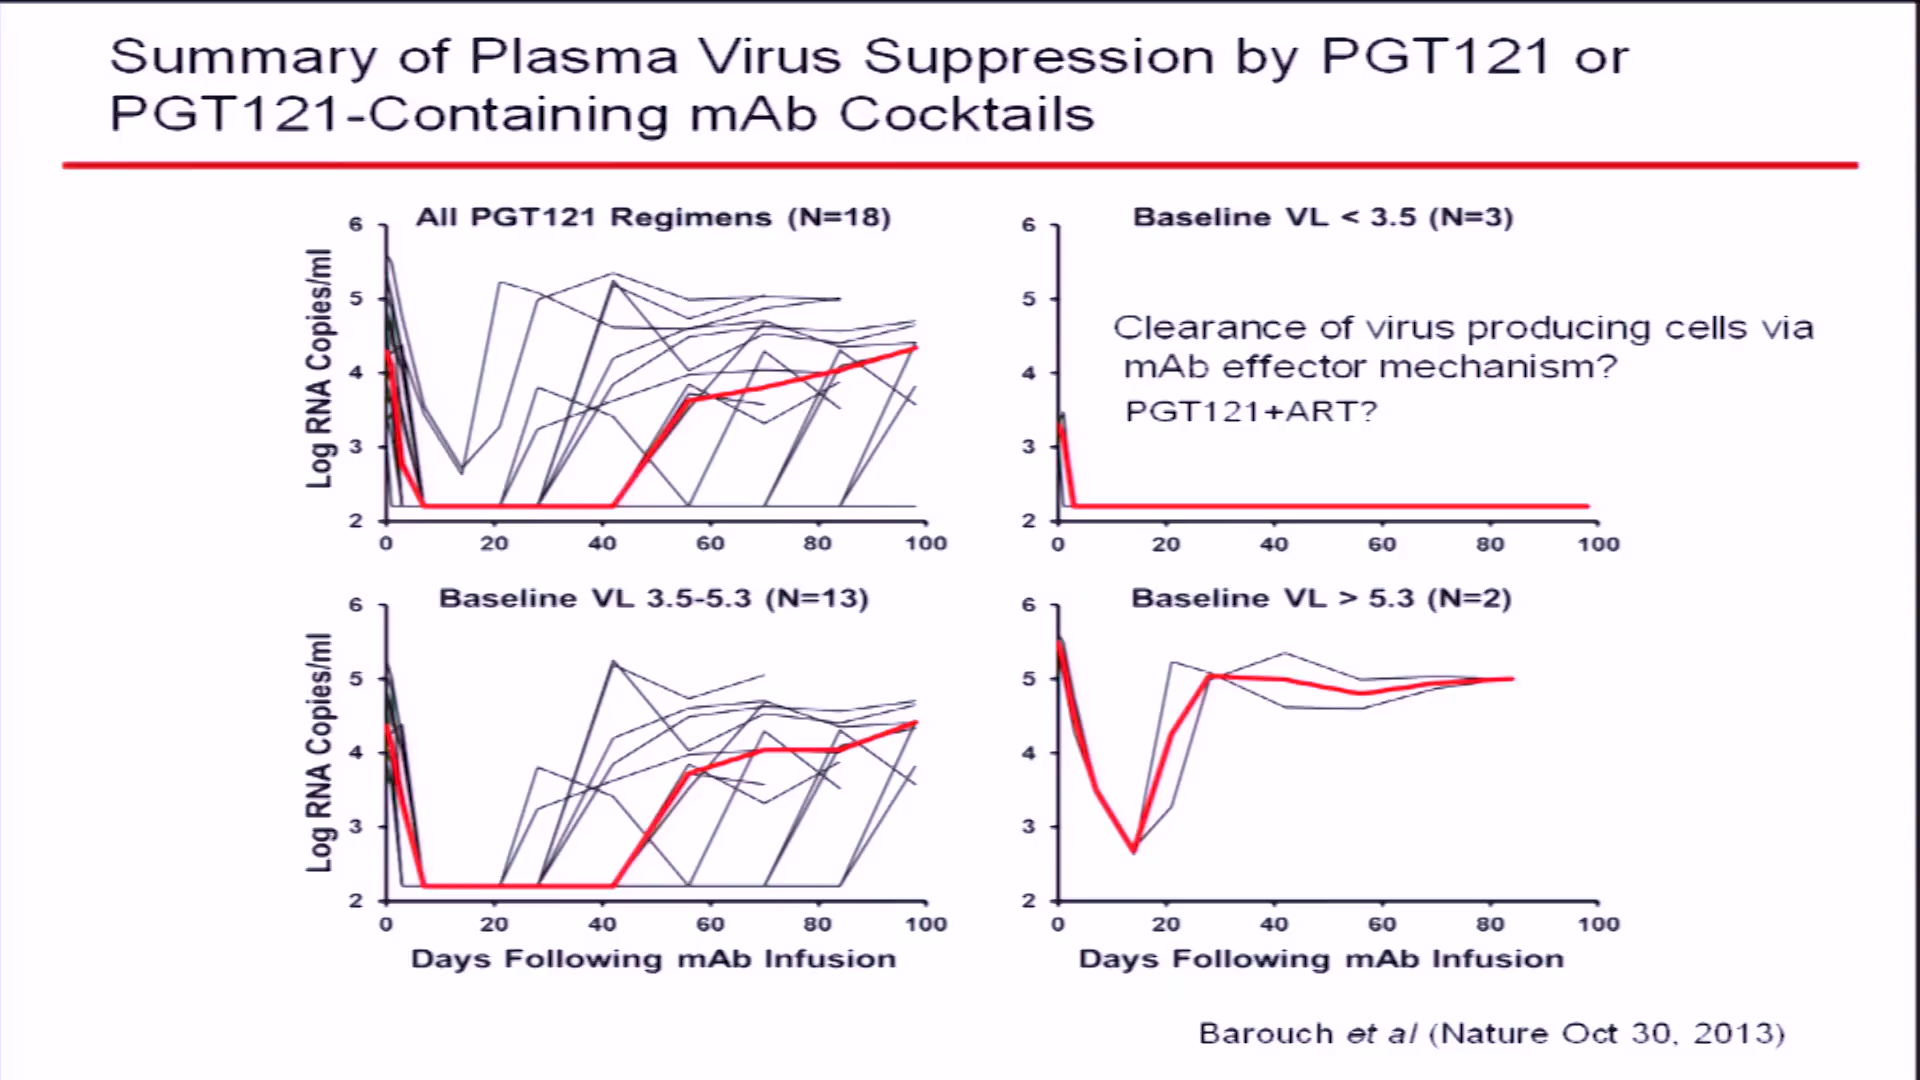 Summary of Plasma Virus Suppression by PGT121 or
PGT121-Containing mAb Cocktails
All PGT121 Regimens (N=18)
Log RNA Copies/ml
6
5
4
3
2
0 20 40 60 80 100
Baseline VL < 3.5 (N=3)
6
5
4
3
2
0 20 40 60 80 100
Clearance of virus producing cells via
mAb effector mechanism?
PGT121+ART?
Baseline VL 3.5-5.3 (N=13)
Log RNA Copies/ml
6
5
4
3
2
0 20 40 60 80 100
Days Following mAb Infusion
Baseline VL > 5.3 (N=2)
6
5
4
3
2
0 20 40 60 80 100
Days Following mAb Infusion
Barouch et al (Nature Oct 30, 2013)